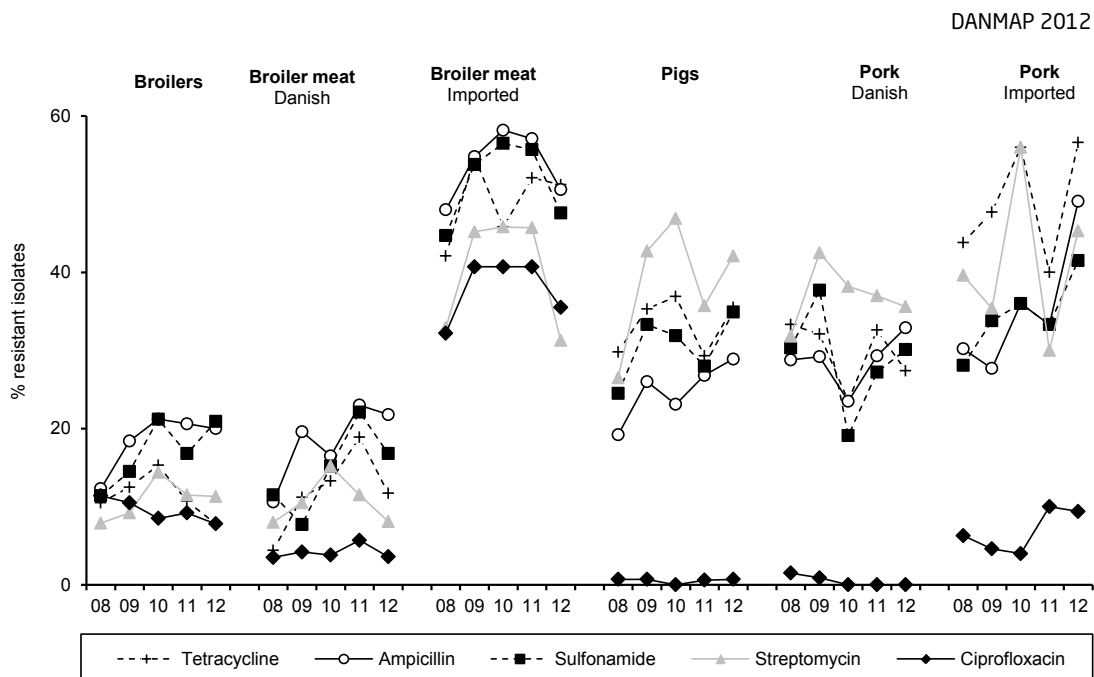 DANMAP 2012
Broilers
Broiler meat
Danish
Broiler meat
Imported
Pigs
Pork
Danish
Pork
Imported
% resistant isolates
60
40
20
0
08 09 10 11 12 08 09 10 11 12 08 09 10 11 12 08 09 10 11 12 08 09 10 11 12 08 09 10 11 12
Tetracycline Ampicillin Sulfonamide Streptomycin Ciprofloxacin